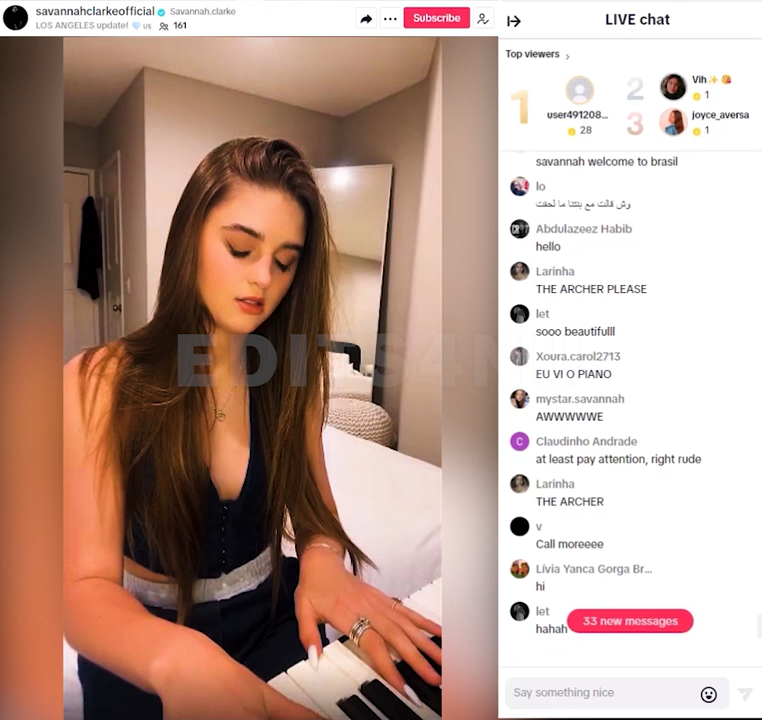 savannahclarkeofficial Savannah.clarke
LOS ANGELES update! 🩵 us 161
Subscribe
LIVE chat
Top viewers
1
user491208...
28
2
Vih✨😘
1
3
joyce_aversa
1
savannah welcome to brasil
lo
وش قالت مع بنتنا ما لحقت
Abdulazeez Habib
hello
Larinha
THE ARCHER PLEASE
let
sooo beautifulll
Xoura.carol2713
EU VI O PIANO
mystar.savannah
AWWWWWE
C
Claudinho Andrade
at least pay attention, right rude
Larinha
THE ARCHER
v
Call moreeee
Lívia Yanca Gorga Br...
hi
let
hahah
33 new messages
Say something nice